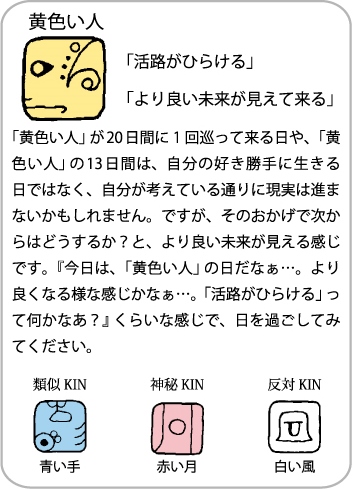 黄色い人
「活路がひらける」
「より良い未来が見えて来る」
「黄色い人」が20日間に１回巡って来る日や、「黄
色い人」の13日間は、自分の好き勝手に生きる
日ではなく、自分が考えている通りに現実は進ま
ないかもしれません。ですが、そのおかげで次か
らはどうするか？と、より良い未来が見える感じ
です。『今日は、「黄色い人」の日だなぁ…。より
良くなる様な感じかなぁ…。「活路がひらける」っ
て何かなあ？』くらいな感じで、日を過ごしてみ
てください。
類似 KIN
神秘 KIN
反対 KIN
青い手
赤い月
白い風